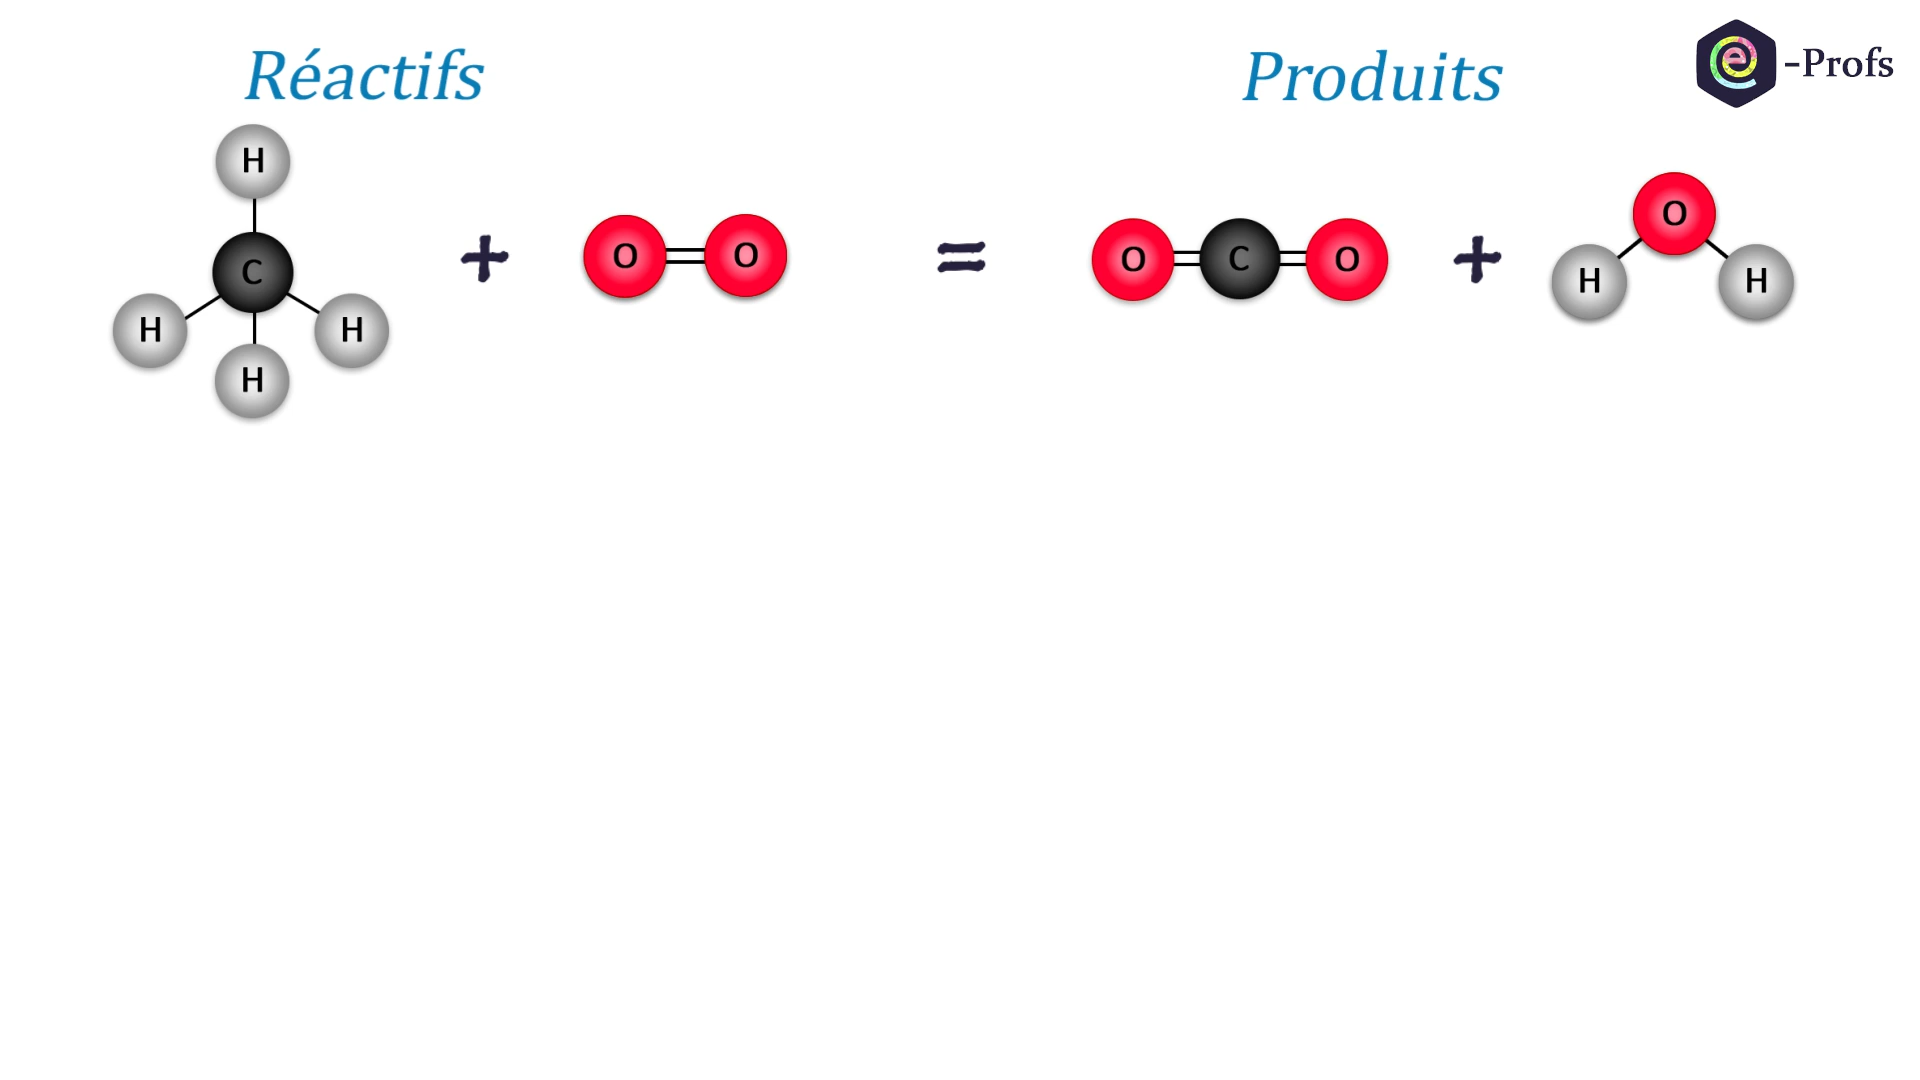 Réactifs
Produits
e-Profs
H
C
H
H
H
+
O
O
=
O
C
O
+
O
H
H